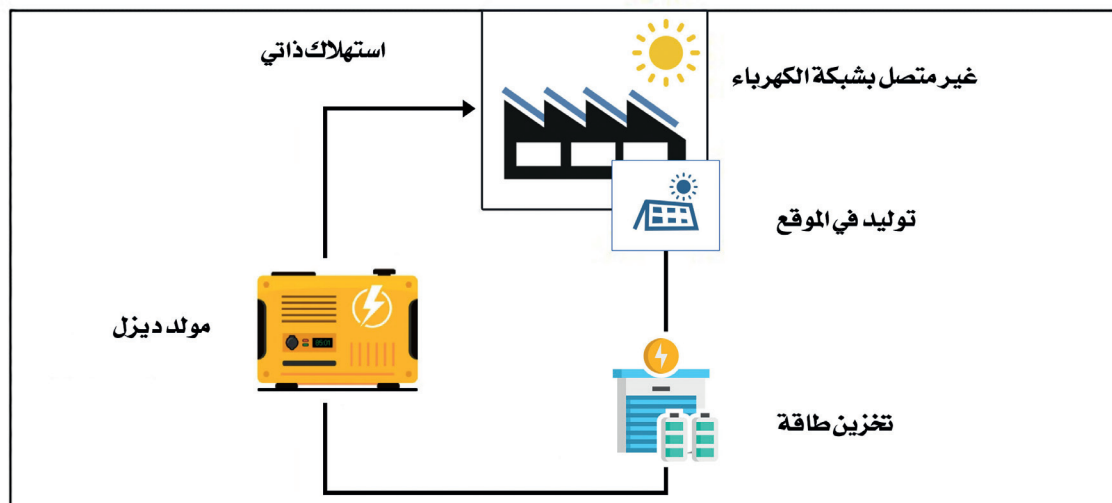 استهلاك ذاتي
غير متصل بشبكة الكهرباء
توليد في الموقع
مولد ديزل
تخزين طاقة